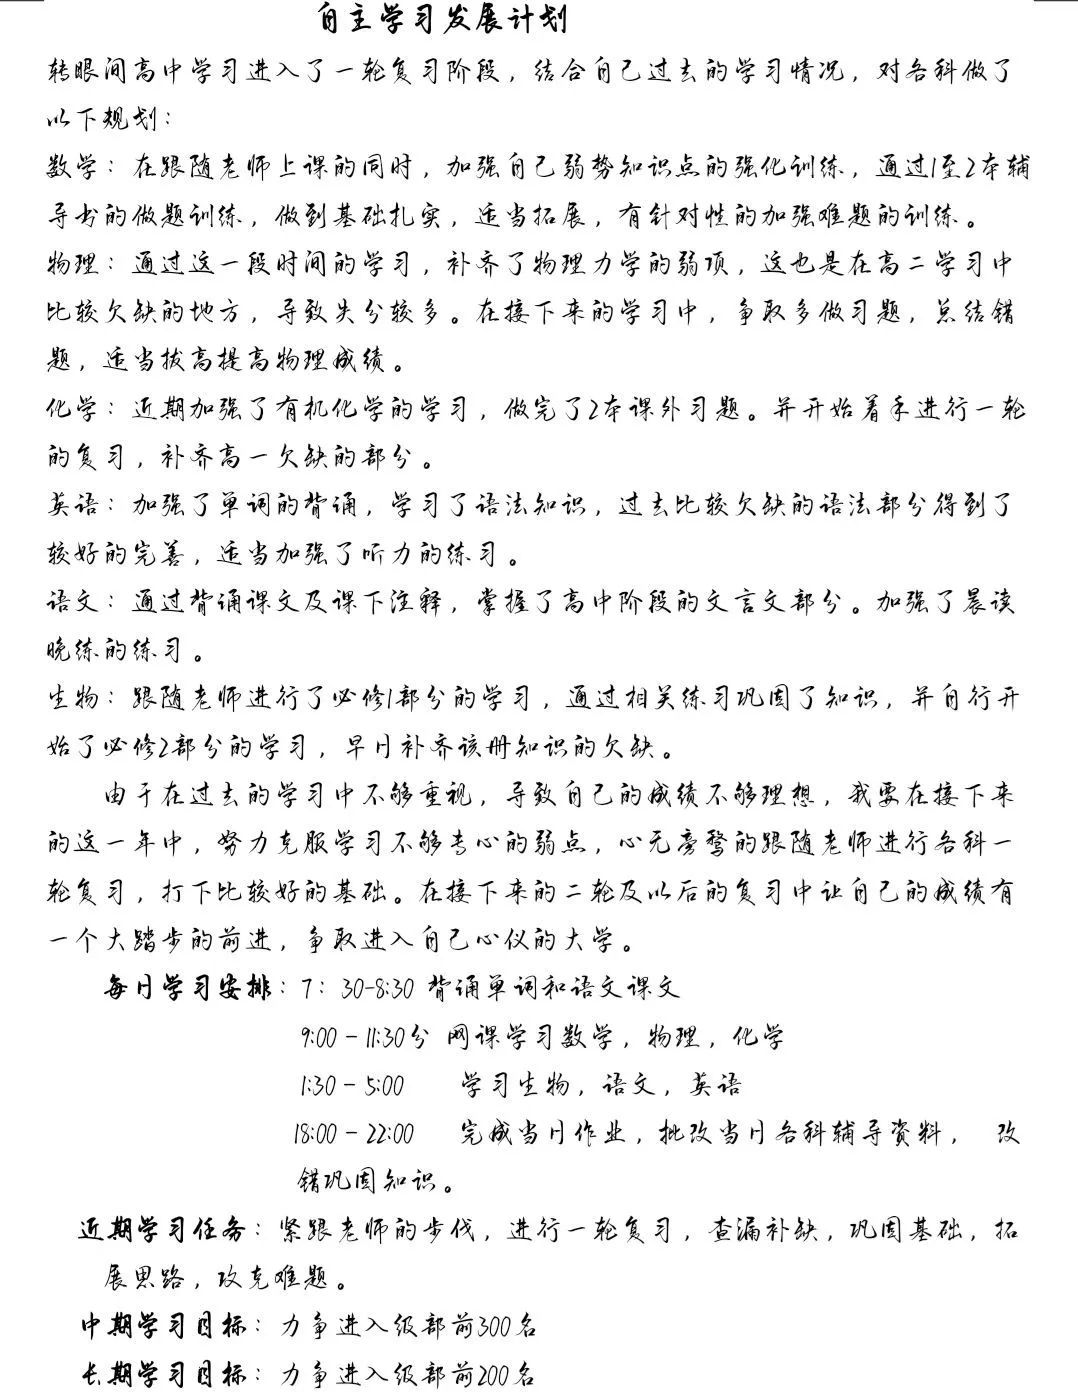 自主学习发展计划
转眼间高中学习进入了一轮复习阶段，结合自己过去的学习情况，对各科做了
以下规划：
数学：在跟随老师上课的同时，加强自己弱势知识点的强化训练，通过1至2本辅
导书的做题训练，做到基础扎实，适当拓展，有针对性的加强难题的训练。
物理：通过这一段时间的学习，补齐了物理力学的弱项，这也是在高二学习中
比较欠缺的地方，导致失分较多。在接下来的学习中，争取多做习题，总结错
题，适当拔高提高物理成绩。
化学：近期加强了有机化学的学习，做完了2本课外习题。并开始着手进行一轮
的复习，补齐高一欠缺的部分。
英语：加强了单词的背诵，学习了语法知识，过去比较欠缺的语法部分得到了
较好的完善，适当加强了听力的练习。
语文：通过背诵课文及课下注释，掌握了高中阶段的文言文部分。加强了晨读
晚练的练习。
生物：跟随老师进行了必修1部分的学习，通过相关练习巩固了知识，并自行开
始了必修2部分的学习，早日补齐该册知识的欠缺。
由于在过去的学习中不够重视，导致自己的成绩不够理想，我要在接下来
的这一年中，努力克服学习不够专心的弱点，心无旁骛的跟随老师进行各科一
轮复习，打下比较好的基础。在接下来的二轮及以后的复习中让自己的成绩有
一个大踏步的前进，争取进入自己心仪的大学。
每日学习安排：7：30-8:30 背诵单词和语文课文
9:00-11:30分 网课学习数学，物理，化学
1:30-5:00 学习生物，语文，英语
18:00-22:00 完成当日作业，批改当日各科辅导资料， 改
错巩固知识。
近期学习任务：紧跟老师的步伐，进行一轮复习，查漏补缺，巩固基础，拓
展思路，攻克难题。
中期学习目标：力争进入级部前300名
长期学习目标：力争进入级部前200名